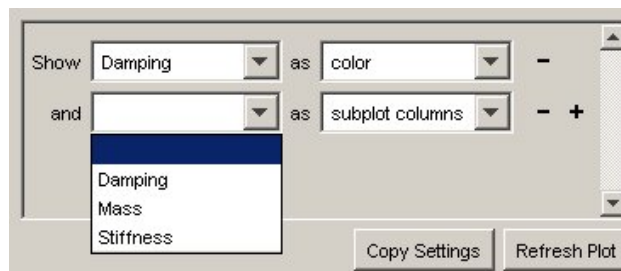 Show Damping as color - 
and as subplot columns - +
Damping
Mass
Stiffness
Copy Settings Refresh Plot